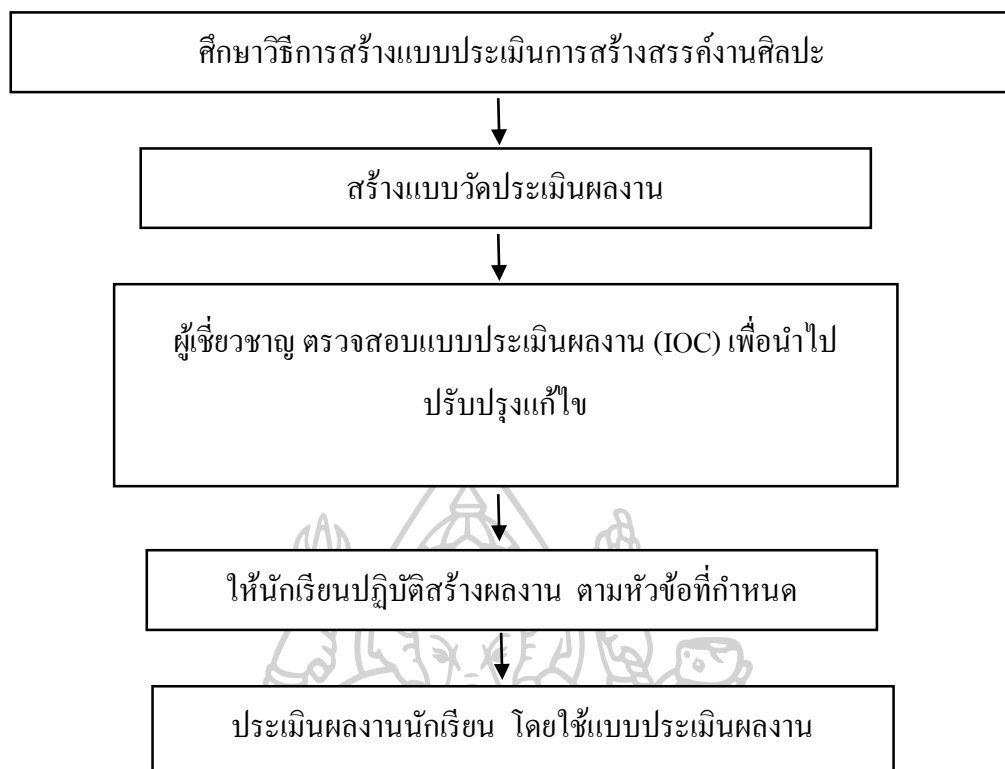 ศึกษาวิธีการสร้างแบบประเมินการสร้างสรรค์งานศิลปะ
สร้างแบบวัดประเมินผลงาน
ผู้เชี่ยวชาญ ตรวจสอบแบบประเมินผลงาน (IOC) เพื่อนำไป
ปรับปรุงแก้ไข
ให้นักเรียนปฏิบัติสร้างผลงาน ตามหัวข้อที่กำหนด
ประเมินผลงานนักเรียน โดยใช้แบบประเมินผลงาน